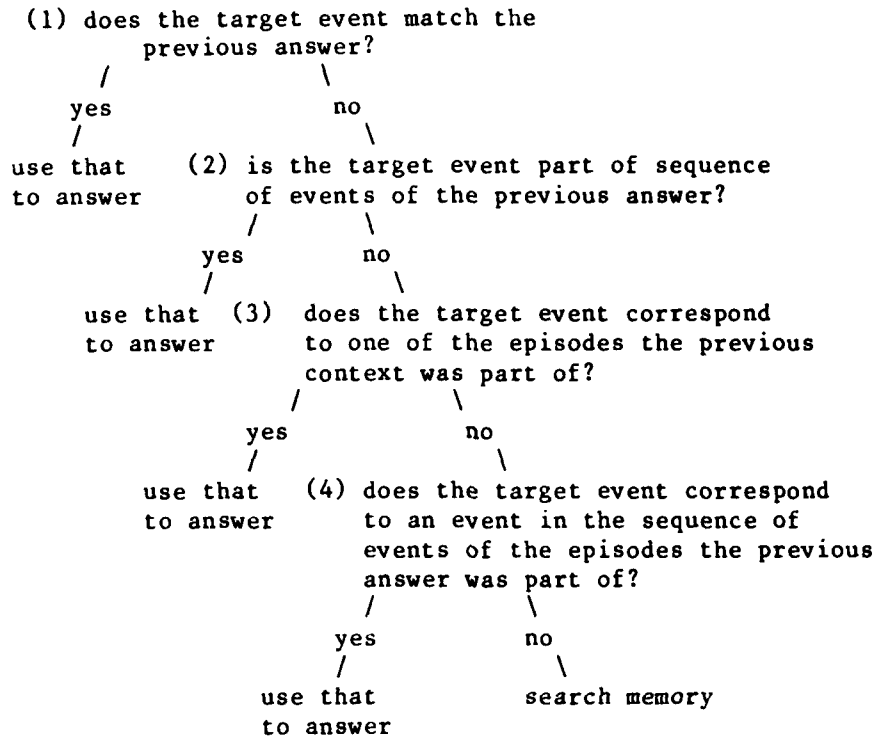 (1) does the target event match the
previous answer?
/ \
yes no
/ \
use that (2) is the target event part of sequence
to answer of events of the previous answer?
/ \
yes no
/ \
use that (3) does the target event correspond
to answer to one of the episodes the previous
context was part of?
/ \
yes no
/ \
use that (4) does the target event correspond
to answer to an event in the sequence of
events of the episodes the previous
answer was part of?
/ \
yes no
/ \
use that search memory
to answer